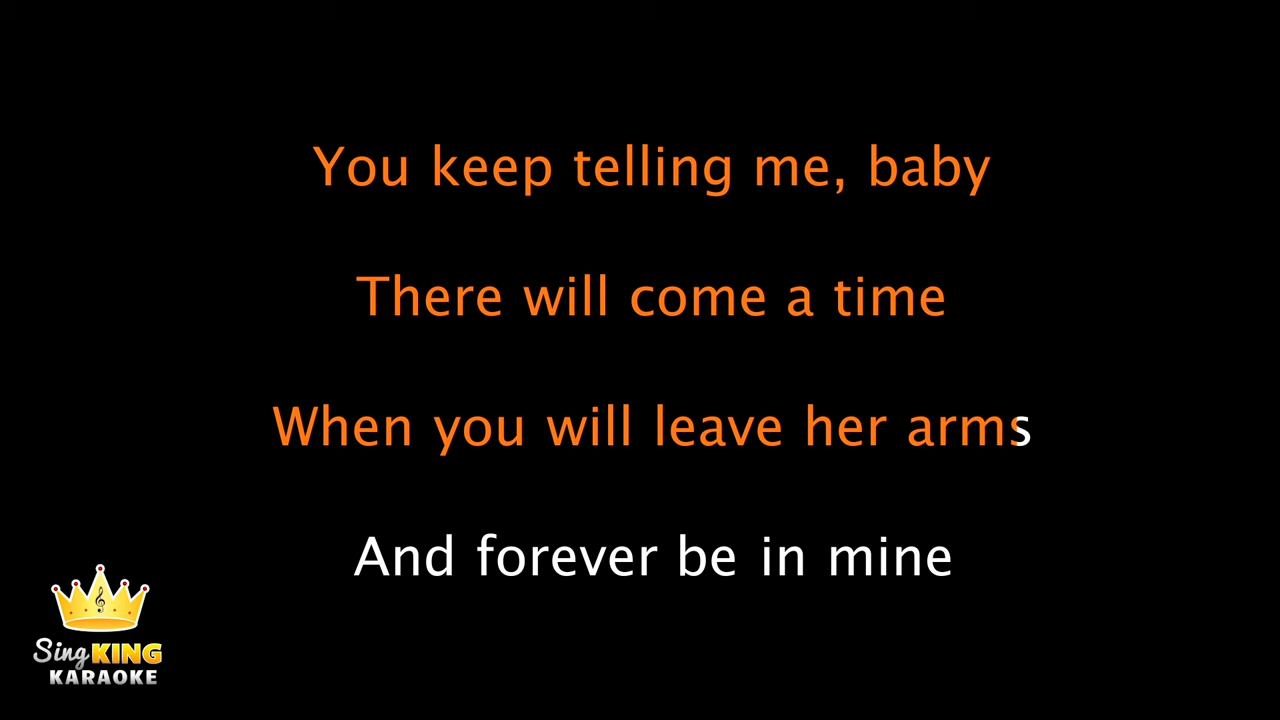 You keep telling me, baby
There will come a time
When you will leave her arms
And forever be in mine
Sing KING
KARAOKE